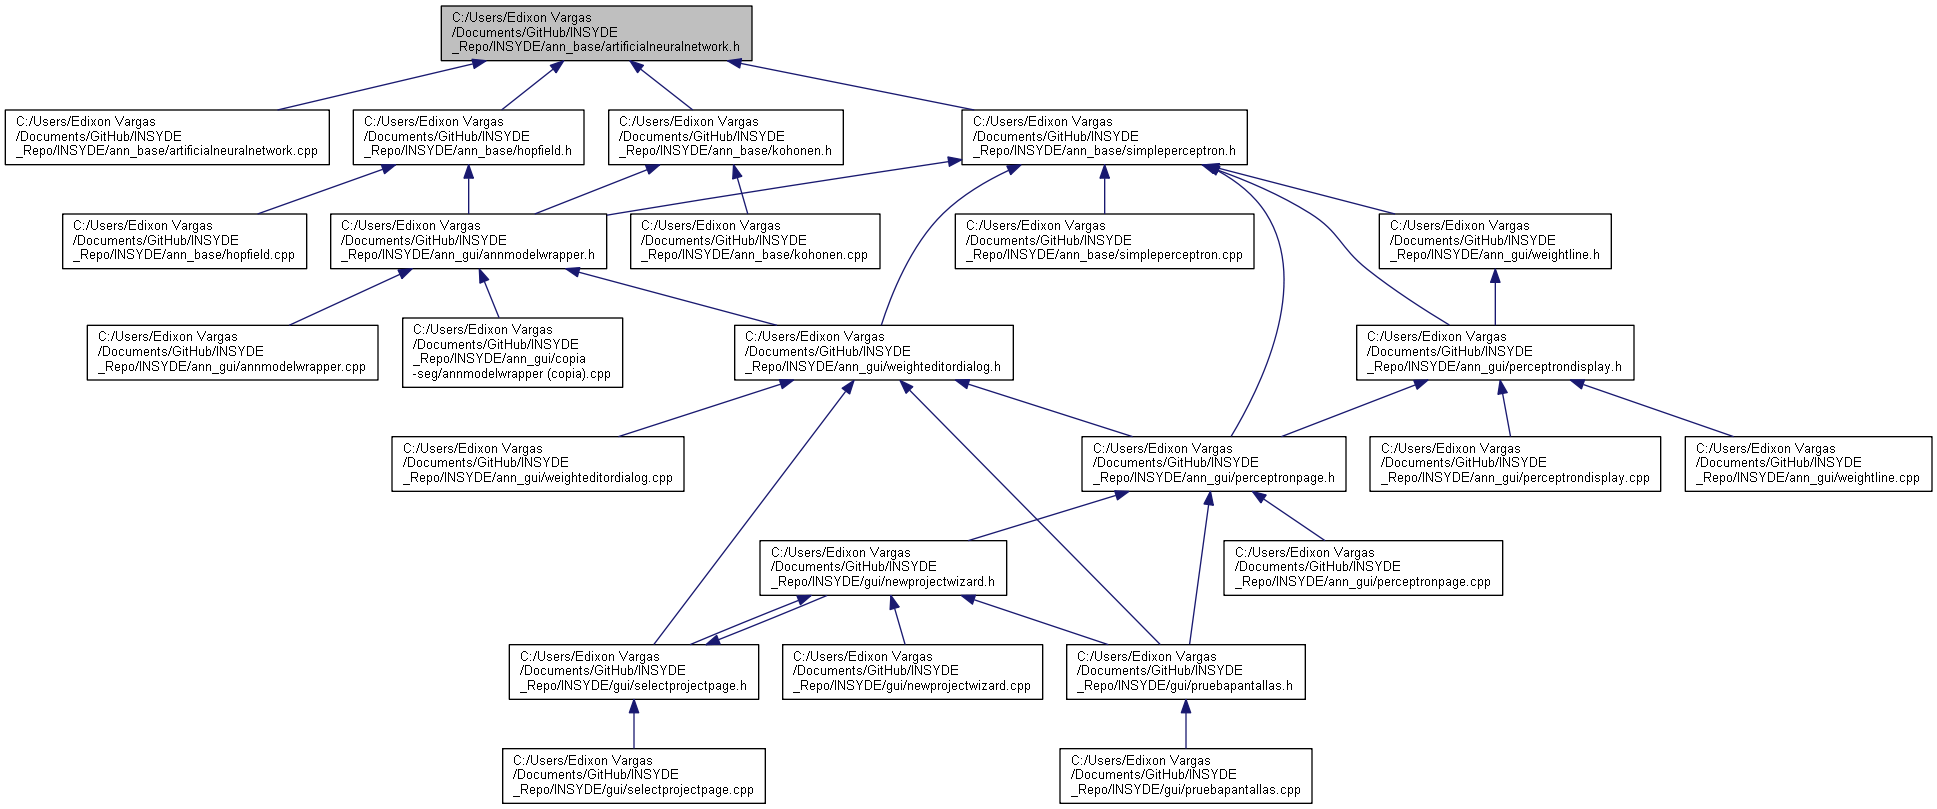 C:/Users/Edixon Vargas
/Documents/GitHub/INSYDE
_Repo/INSYDE/ann_base/artificialneuralnetwork.h
C:/Users/Edixon Vargas
/Documents/GitHub/INSYDE
_Repo/INSYDE/ann_base/artificialneuralnetwork.cpp
C:/Users/Edixon Vargas
/Documents/GitHub/INSYDE
_Repo/INSYDE/ann_base/hopfield.h
C:/Users/Edixon Vargas
/Documents/GitHub/INSYDE
_Repo/INSYDE/ann_base/kohonen.h
C:/Users/Edixon Vargas
/Documents/GitHub/INSYDE
_Repo/INSYDE/ann_base/simpleperceptron.h
C:/Users/Edixon Vargas
/Documents/GitHub/INSYDE
_Repo/INSYDE/ann_base/hopfield.cpp
C:/Users/Edixon Vargas
/Documents/GitHub/INSYDE
_Repo/INSYDE/ann_gui/annmodelwrapper.h
C:/Users/Edixon Vargas
/Documents/GitHub/INSYDE
_Repo/INSYDE/ann_base/kohonen.cpp
C:/Users/Edixon Vargas
/Documents/GitHub/INSYDE
_Repo/INSYDE/ann_base/simpleperceptron.cpp
C:/Users/Edixon Vargas
/Documents/GitHub/INSYDE
_Repo/INSYDE/ann_gui/weightline.h
C:/Users/Edixon Vargas
/Documents/GitHub/INSYDE
_Repo/INSYDE/ann_gui/annmodelwrapper.cpp
C:/Users/Edixon Vargas
/Documents/GitHub/INSYDE
_Repo/INSYDE/ann_gui/copia
-seg/annmodelwrapper (copia).cpp
C:/Users/Edixon Vargas
/Documents/GitHub/INSYDE
_Repo/INSYDE/ann_gui/weighteditordialog.h
C:/Users/Edixon Vargas
/Documents/GitHub/INSYDE
_Repo/INSYDE/ann_gui/perceptrondisplay.h
C:/Users/Edixon Vargas
/Documents/GitHub/INSYDE
_Repo/INSYDE/ann_gui/weighteditordialog.cpp
C:/Users/Edixon Vargas
/Documents/GitHub/INSYDE
_Repo/INSYDE/ann_gui/perceptronpage.h
C:/Users/Edixon Vargas
/Documents/GitHub/INSYDE
_Repo/INSYDE/ann_gui/perceptrondisplay.cpp
C:/Users/Edixon Vargas
/Documents/GitHub/INSYDE
_Repo/INSYDE/ann_gui/weightline.cpp
C:/Users/Edixon Vargas
/Documents/GitHub/INSYDE
_Repo/INSYDE/gui/newprojectwizard.h
C:/Users/Edixon Vargas
/Documents/GitHub/INSYDE
_Repo/INSYDE/ann_gui/perceptronpage.cpp
C:/Users/Edixon Vargas
/Documents/GitHub/INSYDE
_Repo/INSYDE/gui/selectprojectpage.h
C:/Users/Edixon Vargas
/Documents/GitHub/INSYDE
_Repo/INSYDE/gui/newprojectwizard.cpp
C:/Users/Edixon Vargas
/Documents/GitHub/INSYDE
_Repo/INSYDE/gui/pruebapantallas.h
C:/Users/Edixon Vargas
/Documents/GitHub/INSYDE
_Repo/INSYDE/gui/selectprojectpage.cpp
C:/Users/Edixon Vargas
/Documents/GitHub/INSYDE
_Repo/INSYDE/gui/pruebapantallas.cpp